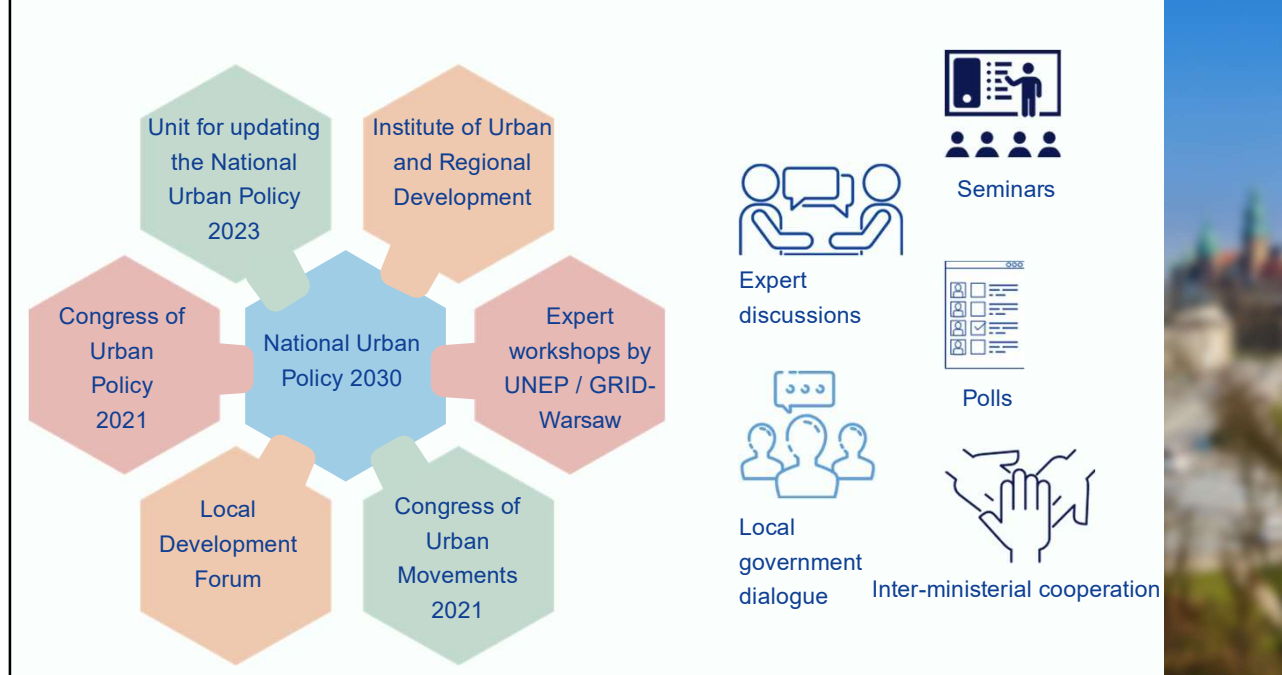 Unit for updating
the National
Urban Policy
2023
Institute of Urban
and Regional
Development
Congress of
Urban
Policy
2021
National Urban
Policy 2030
Expert
workshops by
UNEP / GRID-
Warsaw
Local
Development
Forum
Congress of
Urban
Movements
2021
Seminars
Expert
discussions
Polls
Local
government
dialogue
Inter-ministerial cooperation